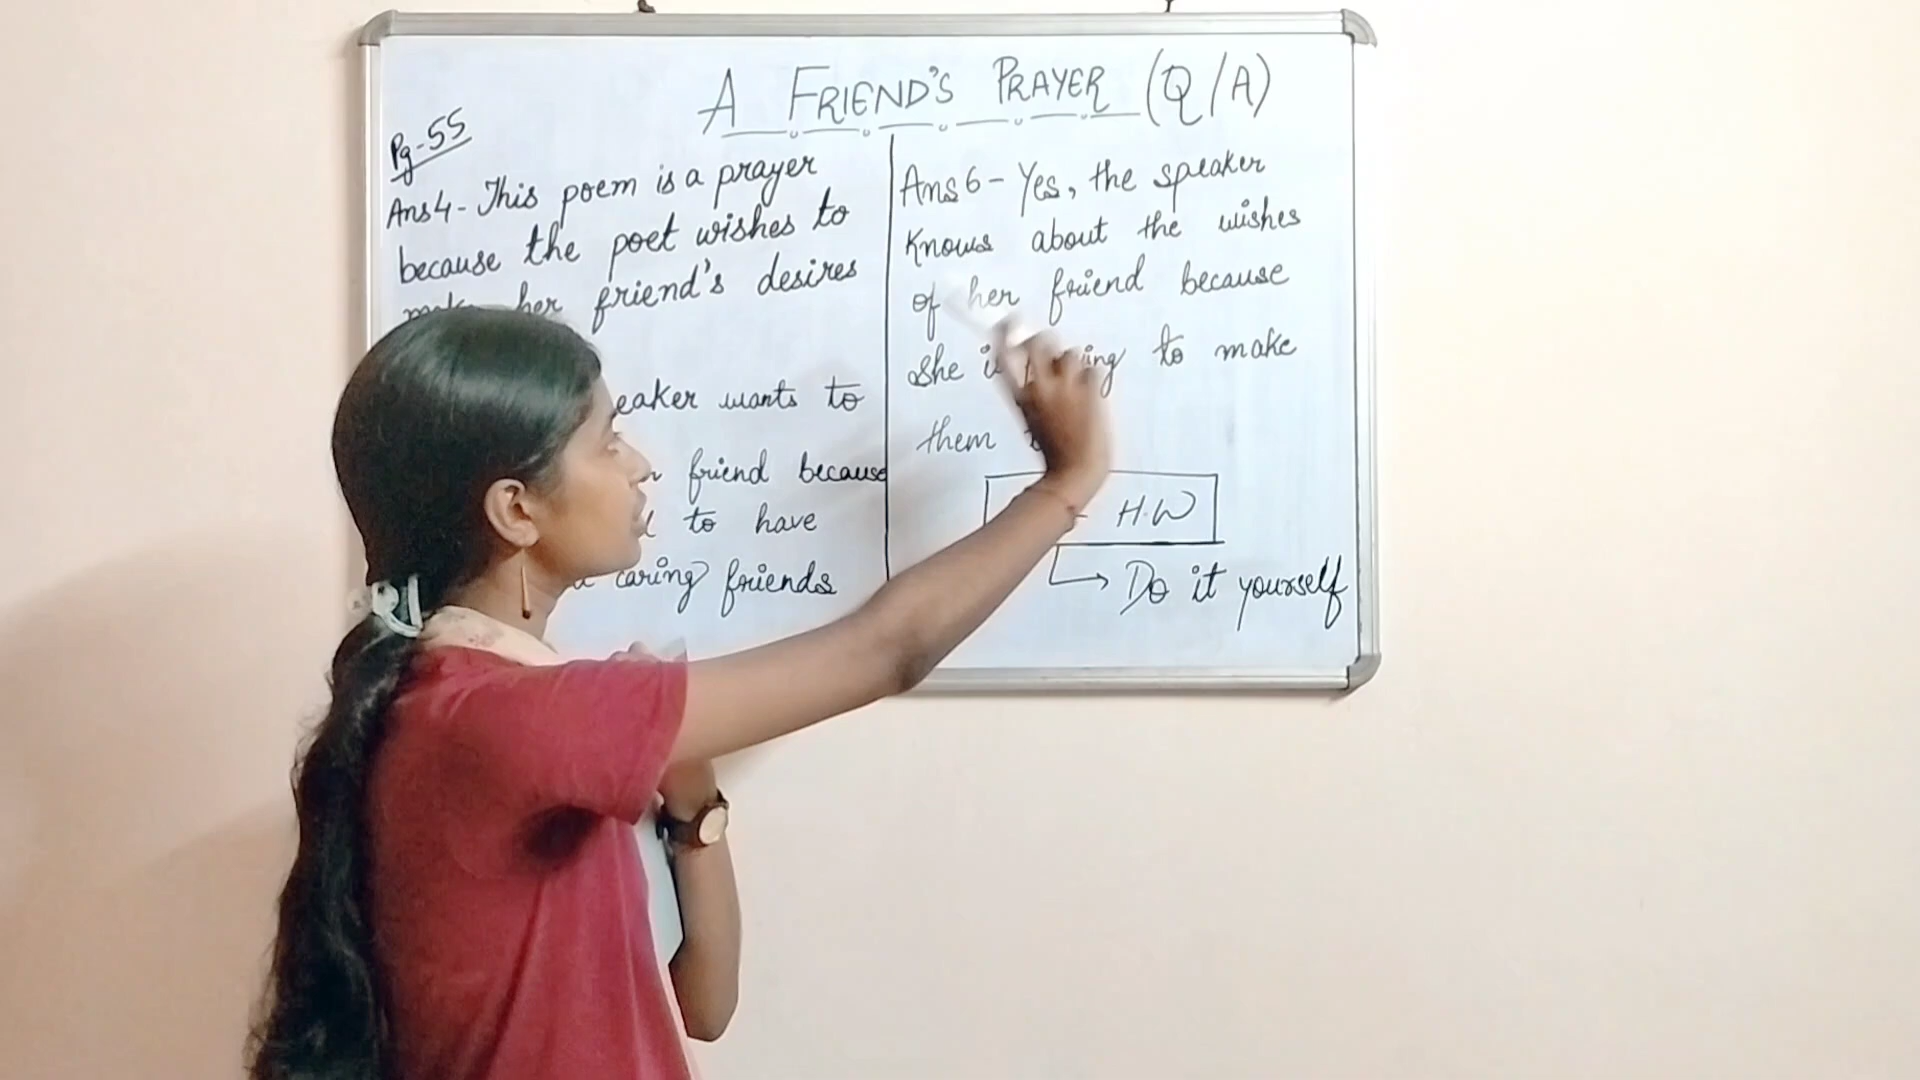 A FRIEND'S PRAYER (Q/A)
Pg-55
Ans4- This poem is a prayer
because the poet wishes to
her friend's desires
wants to
friend because
to have
caring friends
Ans6- Yes, the speaker
knows about the wishes
of her friend because
She to make
them
H.W
Do it yourself